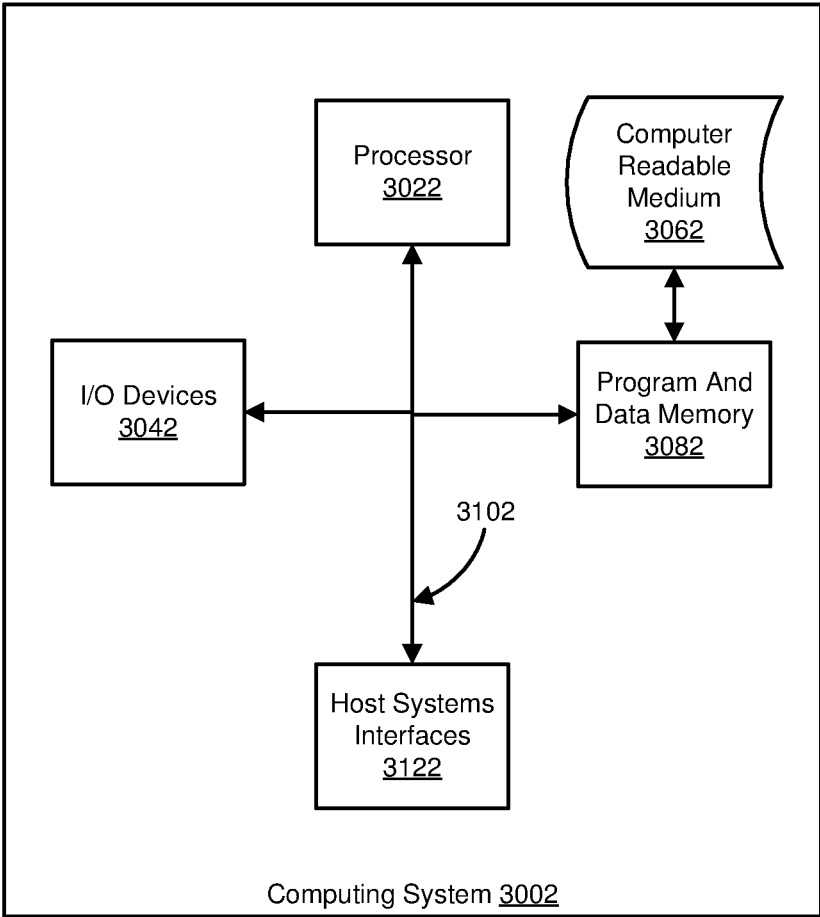 Processor
3022
Computer
Readable
Medium
3062
I/O Devices
3042
Program And
Data Memory
3082
3102
Host Systems
Interfaces
3122
Computing System 3002